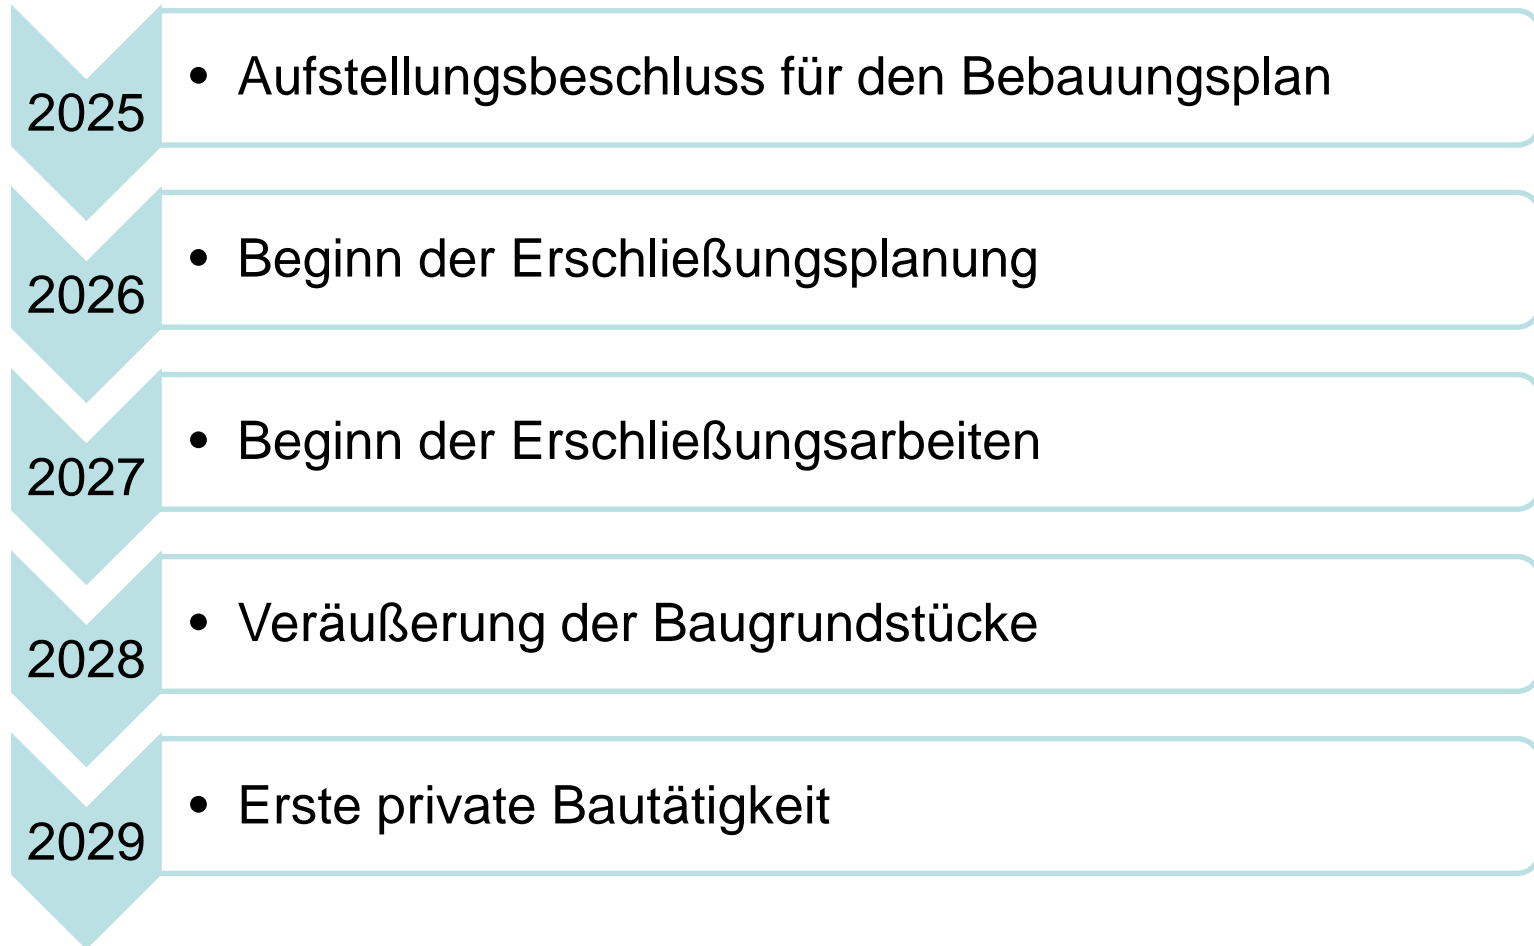 2025
• Aufstellungsbeschluss für den Bebauungsplan
2026
• Beginn der Erschließungsplanung
2027
• Beginn der Erschließungsarbeiten
2028
• Veräußerung der Baugrundstücke
2029
• Erste private Bautätigkeit